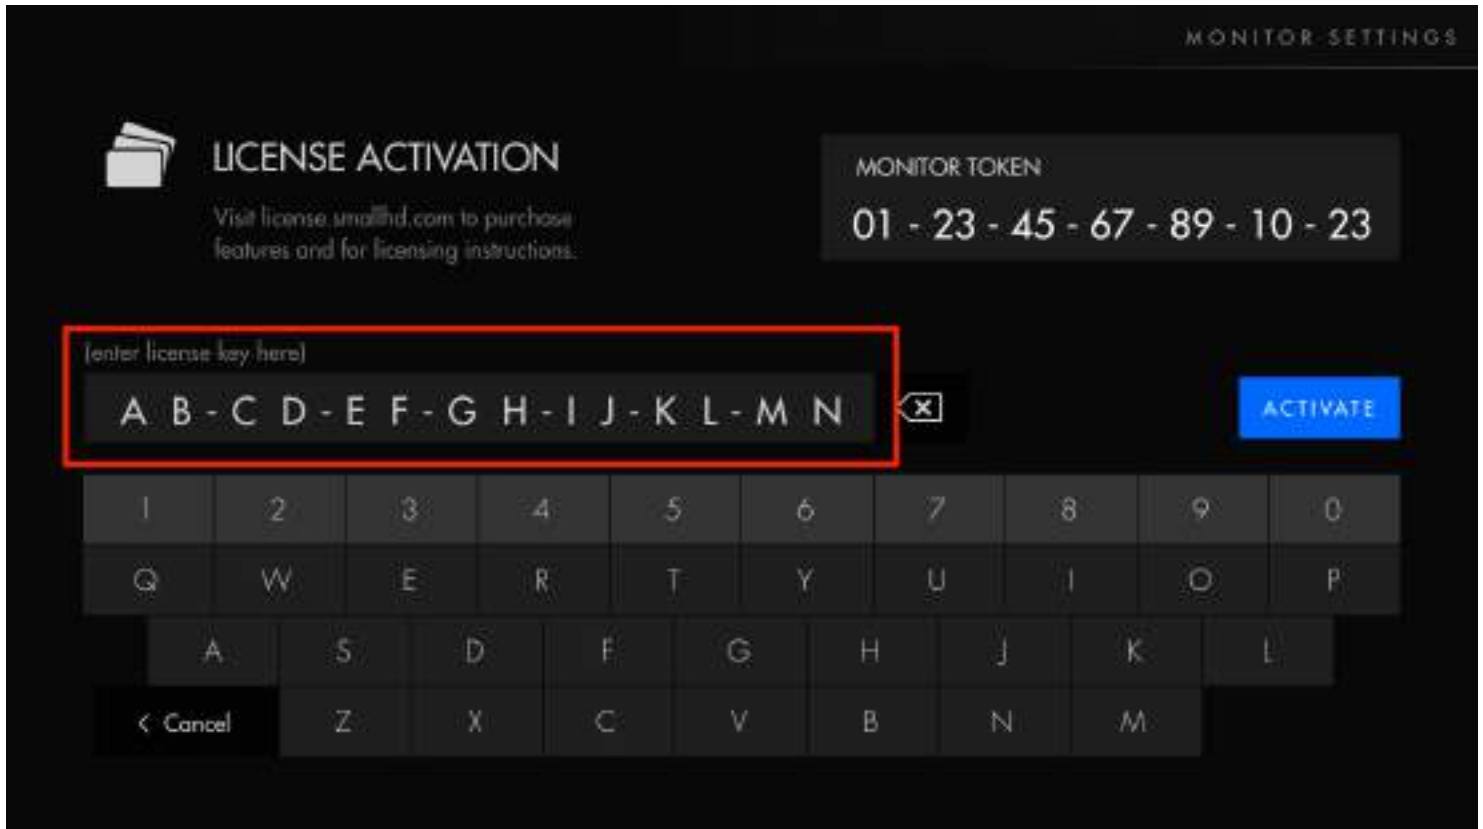 MONITOR SETTINGS
LICENSE ACTIVATION
Visit license.smallhd.com to purchase
features and for licensing instructions.
MONITOR TOKEN
01 - 23 - 45 - 67 - 89 - 10 - 23
(enter license key here)
A B - C D - E F - G H - I J - K L - M N
ACTIVATE
1 2 3 4 5 6 7 8 9 0
Q W E R T Y U I O P
A S D F G H J K L
< Cancel Z X C V B N M